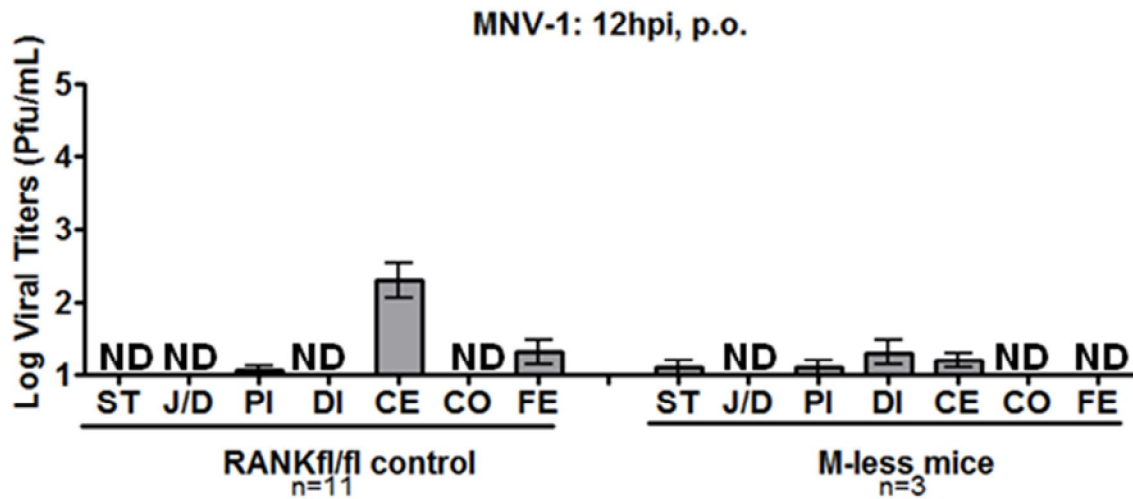 MNV-1: 12hpi, p.o.
Log Viral Titers (Pfu/mL)
5
4
3
2
1
ND ND ND ND ND ND ND
ST J/D PI DI CE CO FE ST J/D PI DI CE CO FE
RANKfl/fl control M-less mice
n=11 n=3